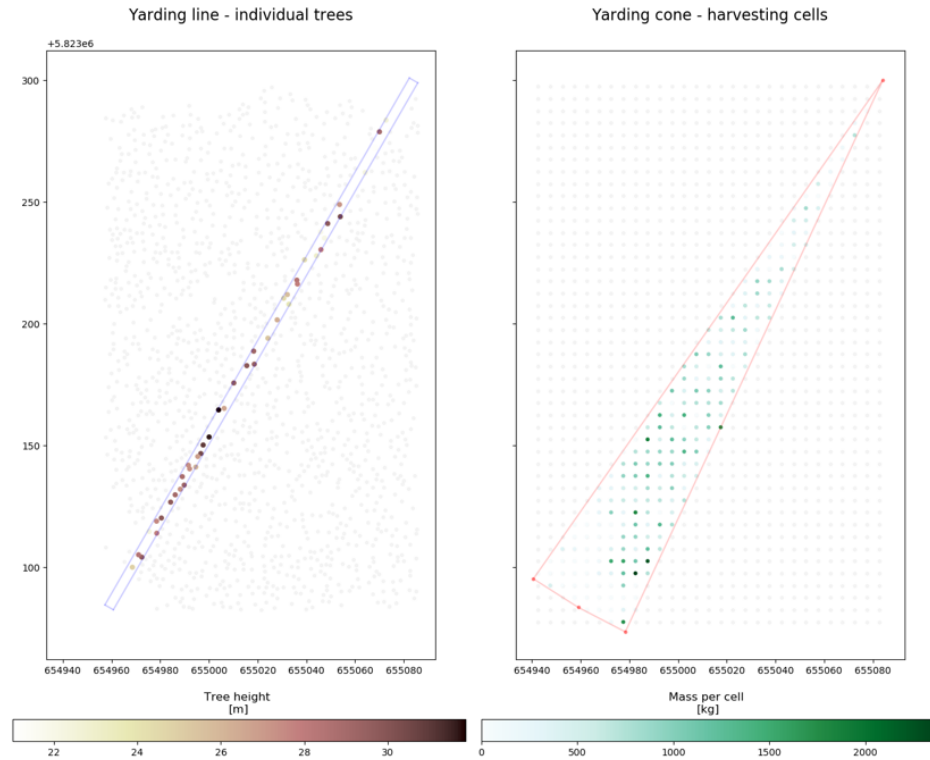 Yarding line - individual trees
Yarding cone - harvesting cells
+5.823e6
300
250
200
150
100
654940 654960 654980 655000 655020 655040 655060 655080
654940 654960 654980 655000 655020 655040 655060 655080
Tree height
[m]
Mass per cell
[kg]
22 24 26 28 30
0 500 1000 1500 2000